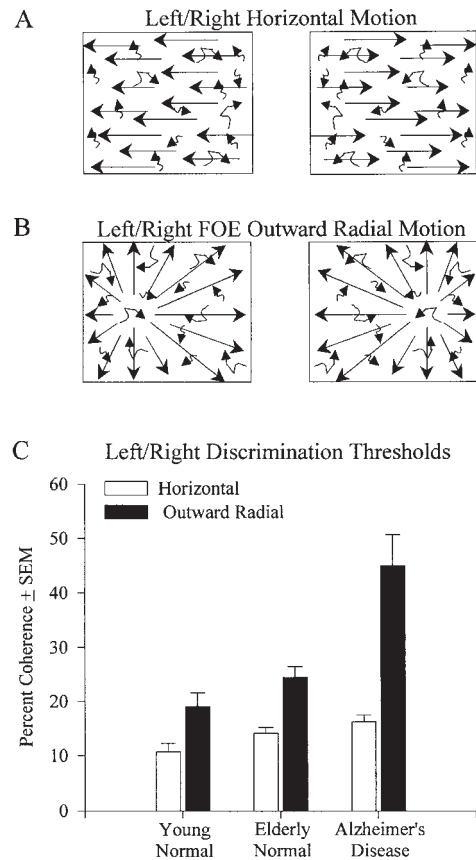 A
Left/Right Horizontal Motion
B
Left/Right FOE Outward Radial Motion
C
Left/Right Discrimination Thresholds
60
50
40
30
20
10
0
Percent Coherence ± SEM
Horizontal
Outward Radial
Young
Normal
Elderly
Normal
Alzheimer's
Disease